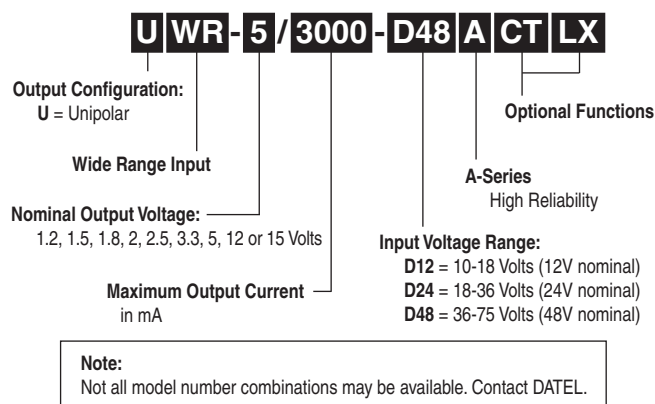 UWR-5/3000-D48ACTLX
Output Configuration:
U = Unipolar
Optional Functions
Wide Range Input
A-Series
High Reliability
Nominal Output Voltage:
1.2, 1.5, 1.8, 2, 2.5, 3.3, 5, 12 or 15 Volts
Input Voltage Range:
D12 = 10-18 Volts (12V nominal)
D24 = 18-36 Volts (24V nominal)
D48 = 36-75 Volts (48V nominal)
Maximum Output Current
in mA
Note:
Not all model number combinations may be available. Contact DATEL.